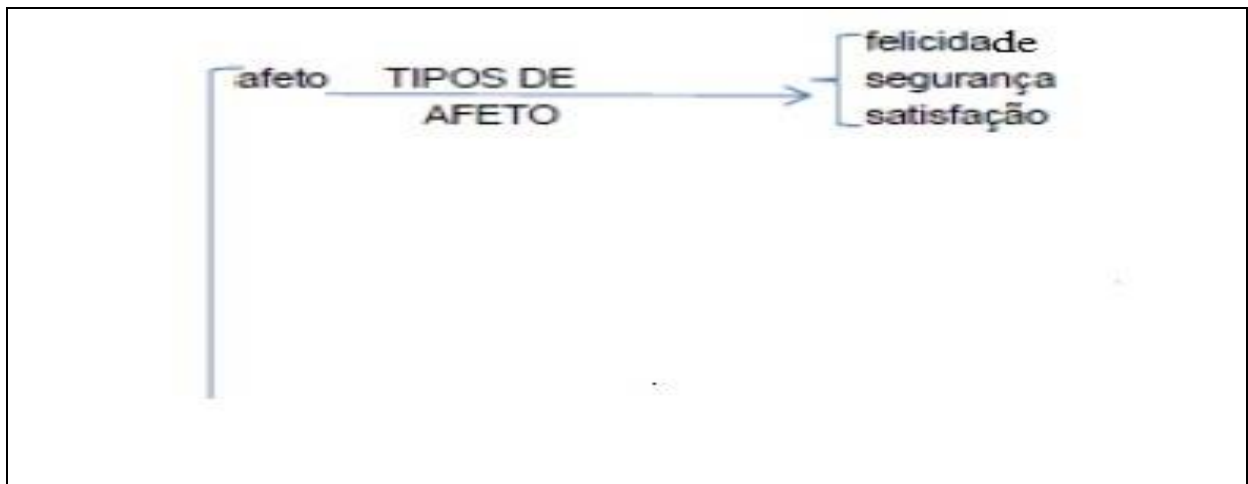 afeto TIPOS DE AFETO
felicidade
segurança
satisfação